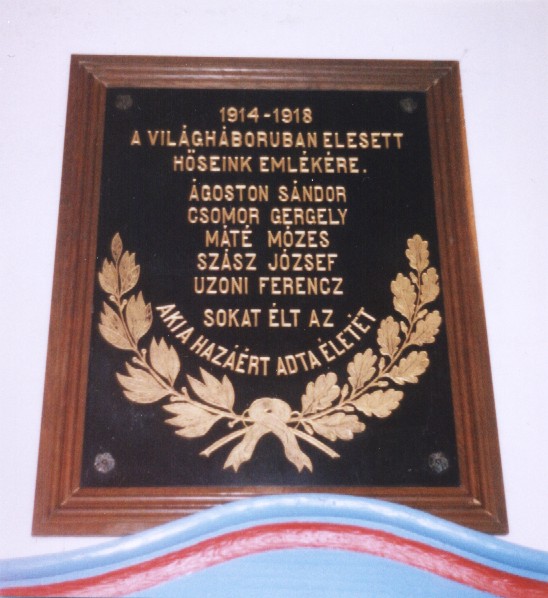 1914-1918
A VILÁGHÁBORUBAN ELESETT
HŐSEINK EMLÉKÉRE.
ÁGOSTON SÁNDOR
CSOMOR GERGELY
MÁTÉ MÓZES
SZÁSZ JÓZSEF
UZONI FERENCZ
SOKAT ÉLT AZ
AKI A HAZÁÉRT ADTA ÉLETÉT